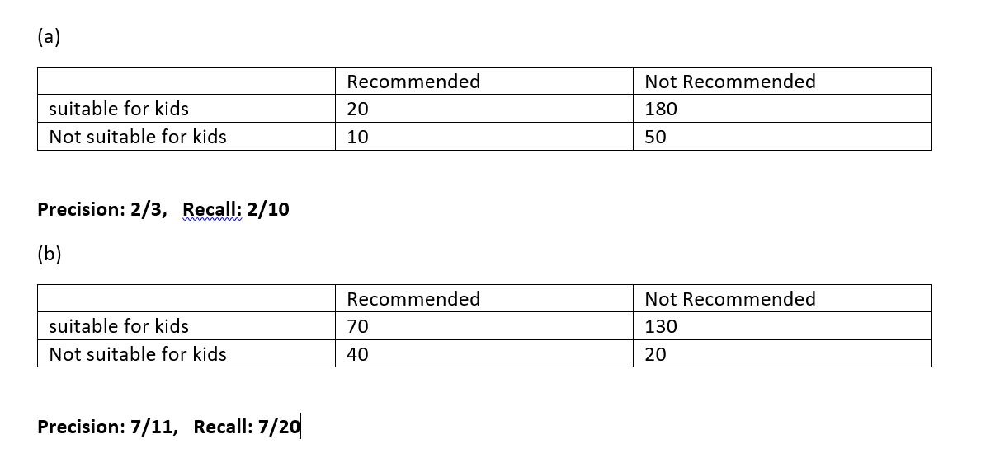 (a)
Recommended Not Recommended
suitable for kids 20 180
Not suitable for kids 10 50
Precision: 2/3, Recall: 2/10
(b)
Recommended Not Recommended
suitable for kids 70 130
Not suitable for kids 40 20
Precision: 7/11, Recall: 7/20